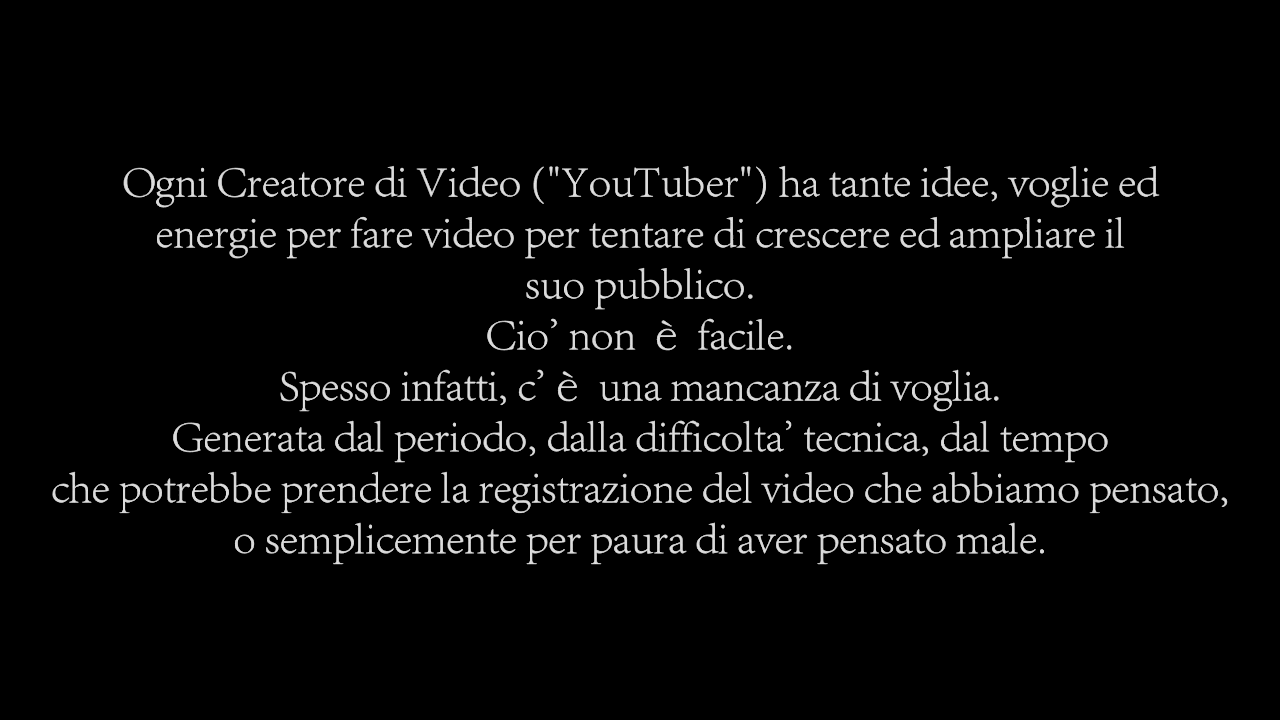 Ogni Creatore di Video ("YouTuber") ha tante idee, voglie ed
energie per fare video per tentare di crescere ed ampliare il
suo pubblico.
Cio’ non è facile.
Spesso infatti, c’ è una mancanza di voglia.
Generata dal periodo, dalla difficolta’ tecnica, dal tempo
che potrebbe prendere la registrazione del video che abbiamo pensato,
o semplicemente per paura di aver pensato male.